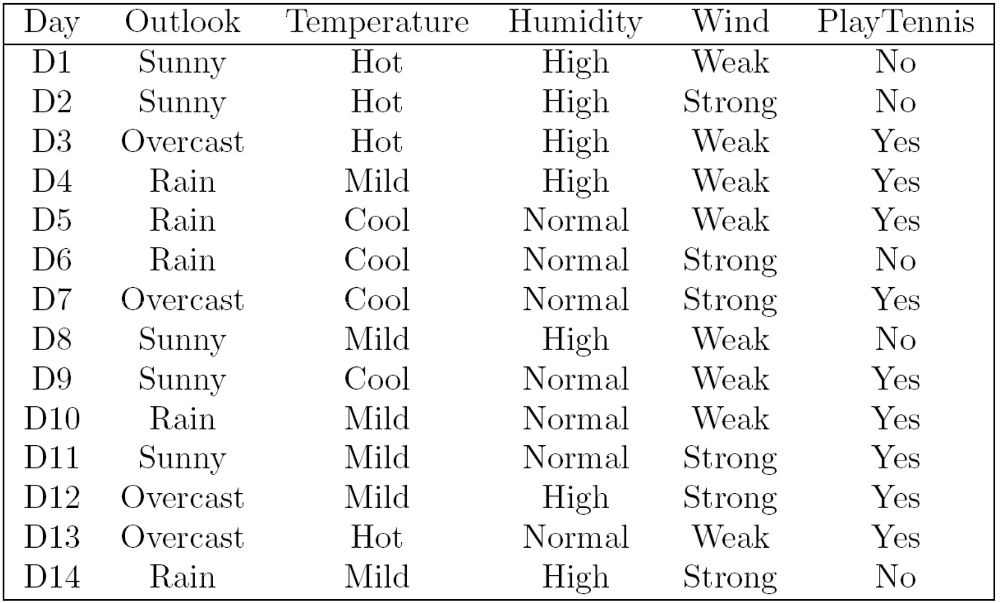 Day Outlook Temperature Humidity Wind PlayTennis
D1 Sunny Hot High Weak No
D2 Sunny Hot High Strong No
D3 Overcast Hot High Weak Yes
D4 Rain Mild High Weak Yes
D5 Rain Cool Normal Weak Yes
D6 Rain Cool Normal Strong No
D7 Overcast Cool Normal Strong Yes
D8 Sunny Mild High Weak No
D9 Sunny Cool Normal Weak Yes
D10 Rain Mild Normal Weak Yes
D11 Sunny Mild Normal Strong Yes
D12 Overcast Mild High Strong Yes
D13 Overcast Hot Normal Weak Yes
D14 Rain Mild High Strong No